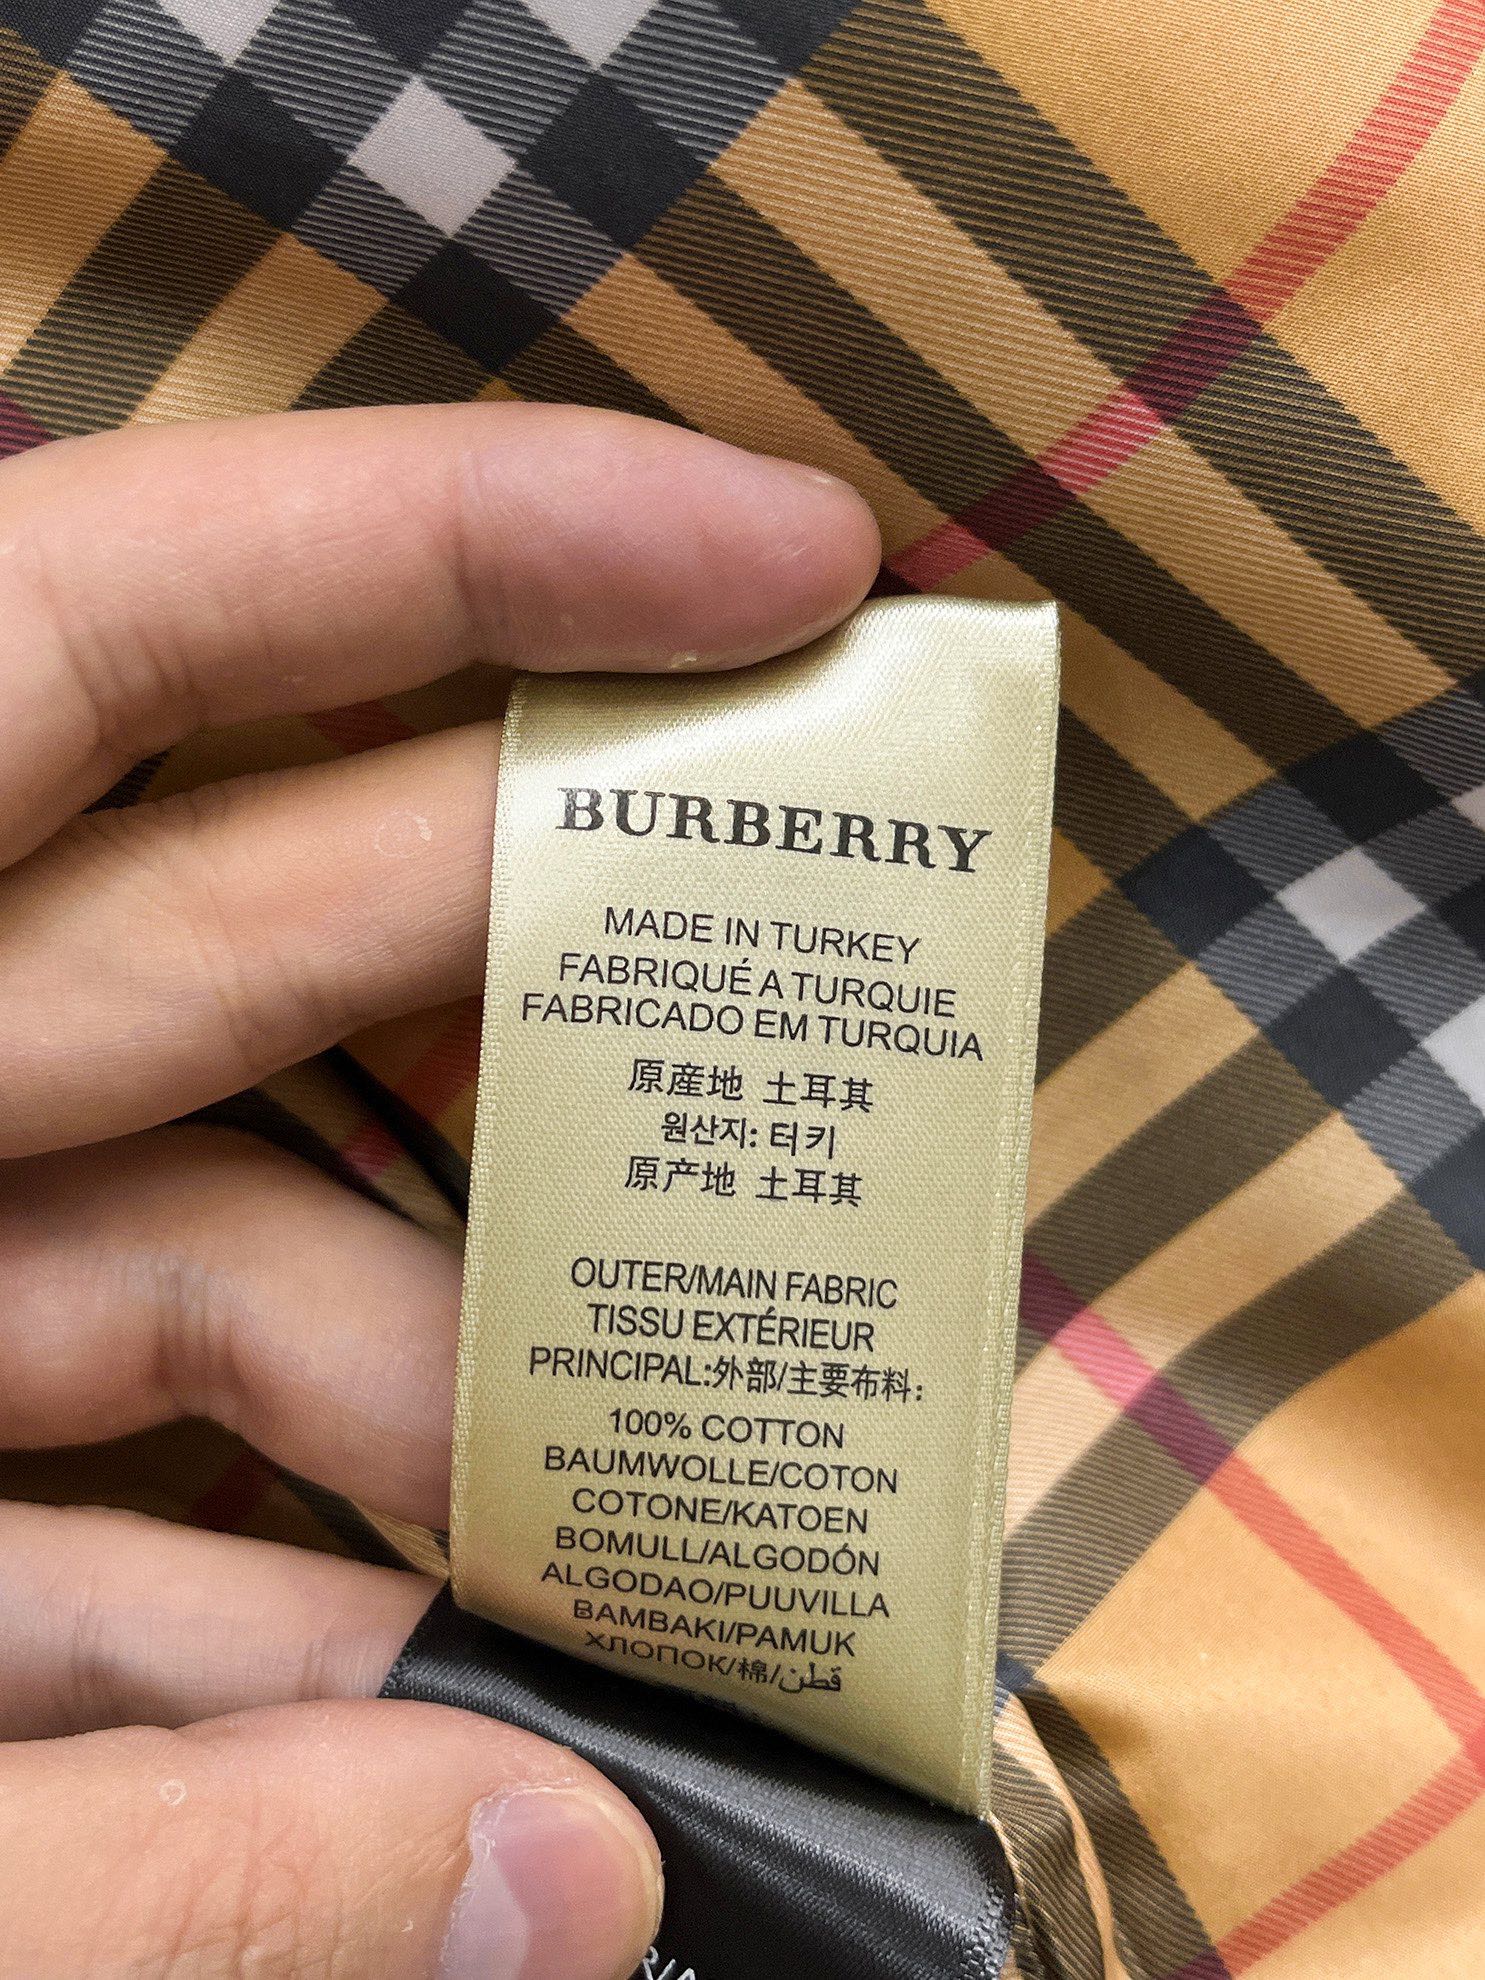 BURBERRY
MADE IN TURKEY
FABRIQUÉ A TURQUIE
FABRICADO EM TURQUIA
原産地 土耳其
원산지: 터키
原产地 土耳其
OUTER/MAIN FABRIC
TISSU EXTÉRIEUR
PRINCIPAL:外部/主要布料:
100% COTTON
BAUMWOLLE/COTON
COTONE/KATOEN
BOMULL/ALGODÓN
ALGODAO/PUUVILLA
BAMBAKI/PAMUK
ХЛОПОК/棉/قطن